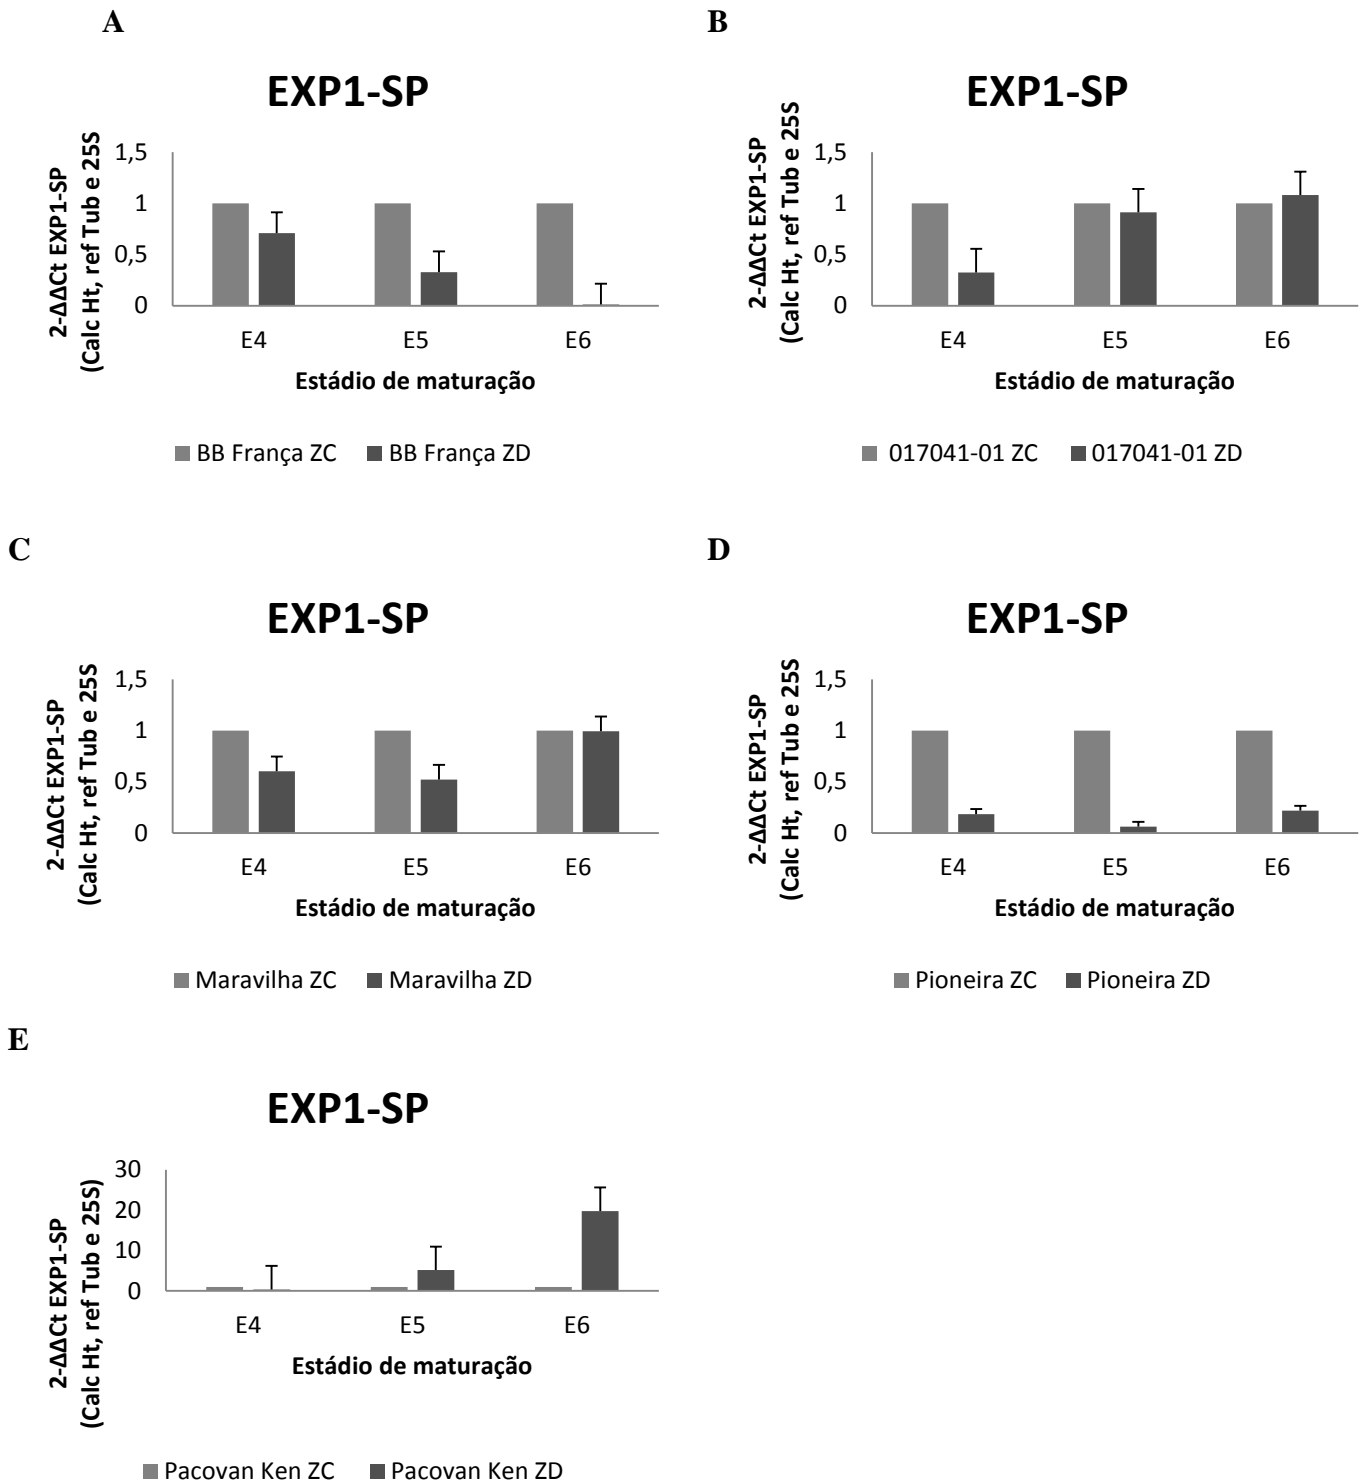 A
EXP1-SP
2-ΔΔCt EXP1-SP
(Calc Ht, ref Tub e 25S
1,5
1
0,5
0
E4 E5 E6
Estádio de maturação
BB França ZC BB França ZD
B
EXP1-SP
2-ΔΔCt EXP1-SP
(Calc Ht, ref Tub e 25S
1,5
1
0,5
0
E4 E5 E6
Estádio de maturação
017041-01 ZC 017041-01 ZD
C
EXP1-SP
2-ΔΔCt EXP1-SP
(Calc Ht, ref Tub e 25S
1,5
1
0,5
0
E4 E5 E6
Estádio de maturação
Maravilha ZC Maravilha ZD
D
EXP1-SP
2-ΔΔCt EXP1-SP
(Calc Ht, ref Tub e 25S
1,5
1
0,5
0
E4 E5 E6
Estádio de maturação
Pioneira ZC Pioneira ZD
E
EXP1-SP
2-ΔΔCt EXP1-SP
(Calc Ht, ref Tub e 25S)
30
20
10
0
E4 E5 E6
Estádio de maturação
Pacovan Ken ZC Pacovan Ken ZD